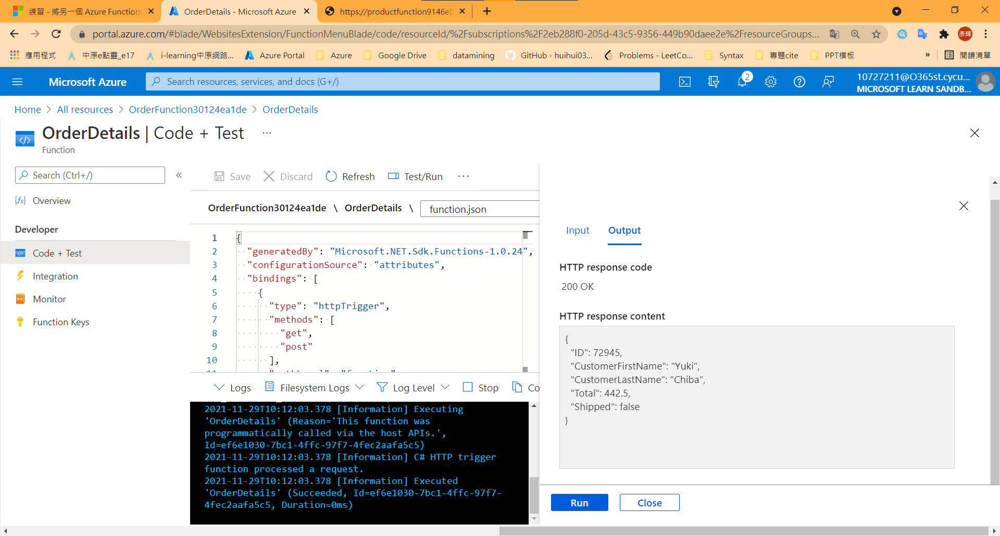 練習 - 將另一個 Azure Functions
OrderDetails - Microsoft Azure
https://productfunction9146e8
portal.azure.com/#blade/WebsitesExtension/FunctionMenuBlade/code/resourceId/%2Fsubscriptions%2F2eb288f0-205d-43c5-9356-449b90daee2e%2FresourceGroups...
彥輝
應用程式
中原e點靈_e17
i-learning中原網路...
Azure Portal
Azure
Google Drive
datamining
GitHub - huihui03...
Problems - LeetCo...
Syntax
專題cite
PPT模板
»
閱讀清單
Microsoft Azure
Search resources, services, and docs (G+/)
2
10727211@O365st.cycu...
MICROSOFT LEARN SANDB...
Home > All resources > OrderFunction30124ea1de > OrderDetails
OrderDetails | Code + Test ...
Function
Search (Ctrl+/)
«
Overview
Developer
Code + Test
Integration
Monitor
Function Keys
Save
Discard
Refresh
Test/Run
...
OrderFunction30124ea1de \ OrderDetails \ function.json
1 {
2 "generatedBy": "Microsoft.NET.Sdk.Functions-1.0.24",
3 "configurationSource": "attributes",
4 "bindings": [
5 {
6 "type": "httpTrigger",
7 "methods": [
8 "get",
9 "post"
10 ],
Logs
Filesystem Logs
Log Level
Stop
Co
2021-11-29T10:12:03.378 [Information] Executing
'OrderDetails' (Reason='This function was
programmatically called via the host APIs.',
Id=ef6e1030-7bc1-4ffc-97f7-4fec2aafa5c5)
2021-11-29T10:12:03.378 [Information] C# HTTP trigger
function processed a request.
2021-11-29T10:12:03.378 [Information] Executed
'OrderDetails' (Succeeded, Id=ef6e1030-7bc1-4ffc-97f7-
4fec2aafa5c5, Duration=0ms)
Input
Output
HTTP response code
200 OK
HTTP response content
{
"ID": 72945,
"CustomerFirstName": "Yuki",
"CustomerLastName": "Chiba",
"Total": 442.5,
"Shipped": false
}
Run
Close